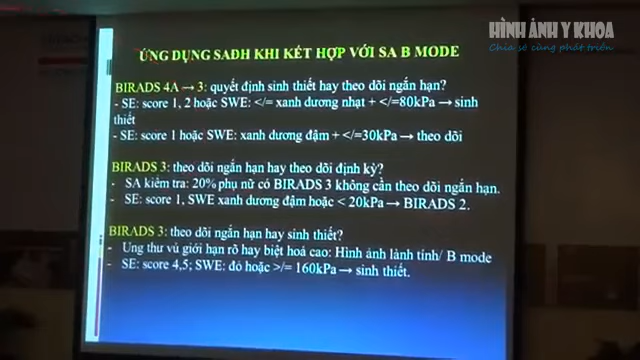 HÌNH ẢNH Y KHOA
Chia sẻ cùng phát triển
ỨNG DỤNG SAĐH KHI KẾT HỢP VỚI SA B MODE
BIRADS 4A → 3: quyết định sinh thiết hay theo dõi ngắn hạn?
- SE: score 1, 2 hoặc SWE: </= xanh dương nhạt + </=80kPa → sinh
thiết
- SE: score 1 hoặc SWE: xanh dương đậm + </=30kPa → theo dõi
BIRADS 3: theo dõi ngắn hạn hay theo dõi định kỳ?
- SA kiểm tra: 20% phụ nữ có BIRADS 3 không cần theo dõi ngắn hạn.
- SE: score 1, SWE xanh dương đậm hoặc < 20kPa → BIRADS 2.
BIRADS 3: theo dõi ngắn hạn hay sinh thiết?
- Ung thư vú giới hạn rõ hay biệt hoá cao: Hình ảnh lành tính/ B mode
- SE: score 4,5; SWE: đỏ hoặc >/= 160kPa → sinh thiết.